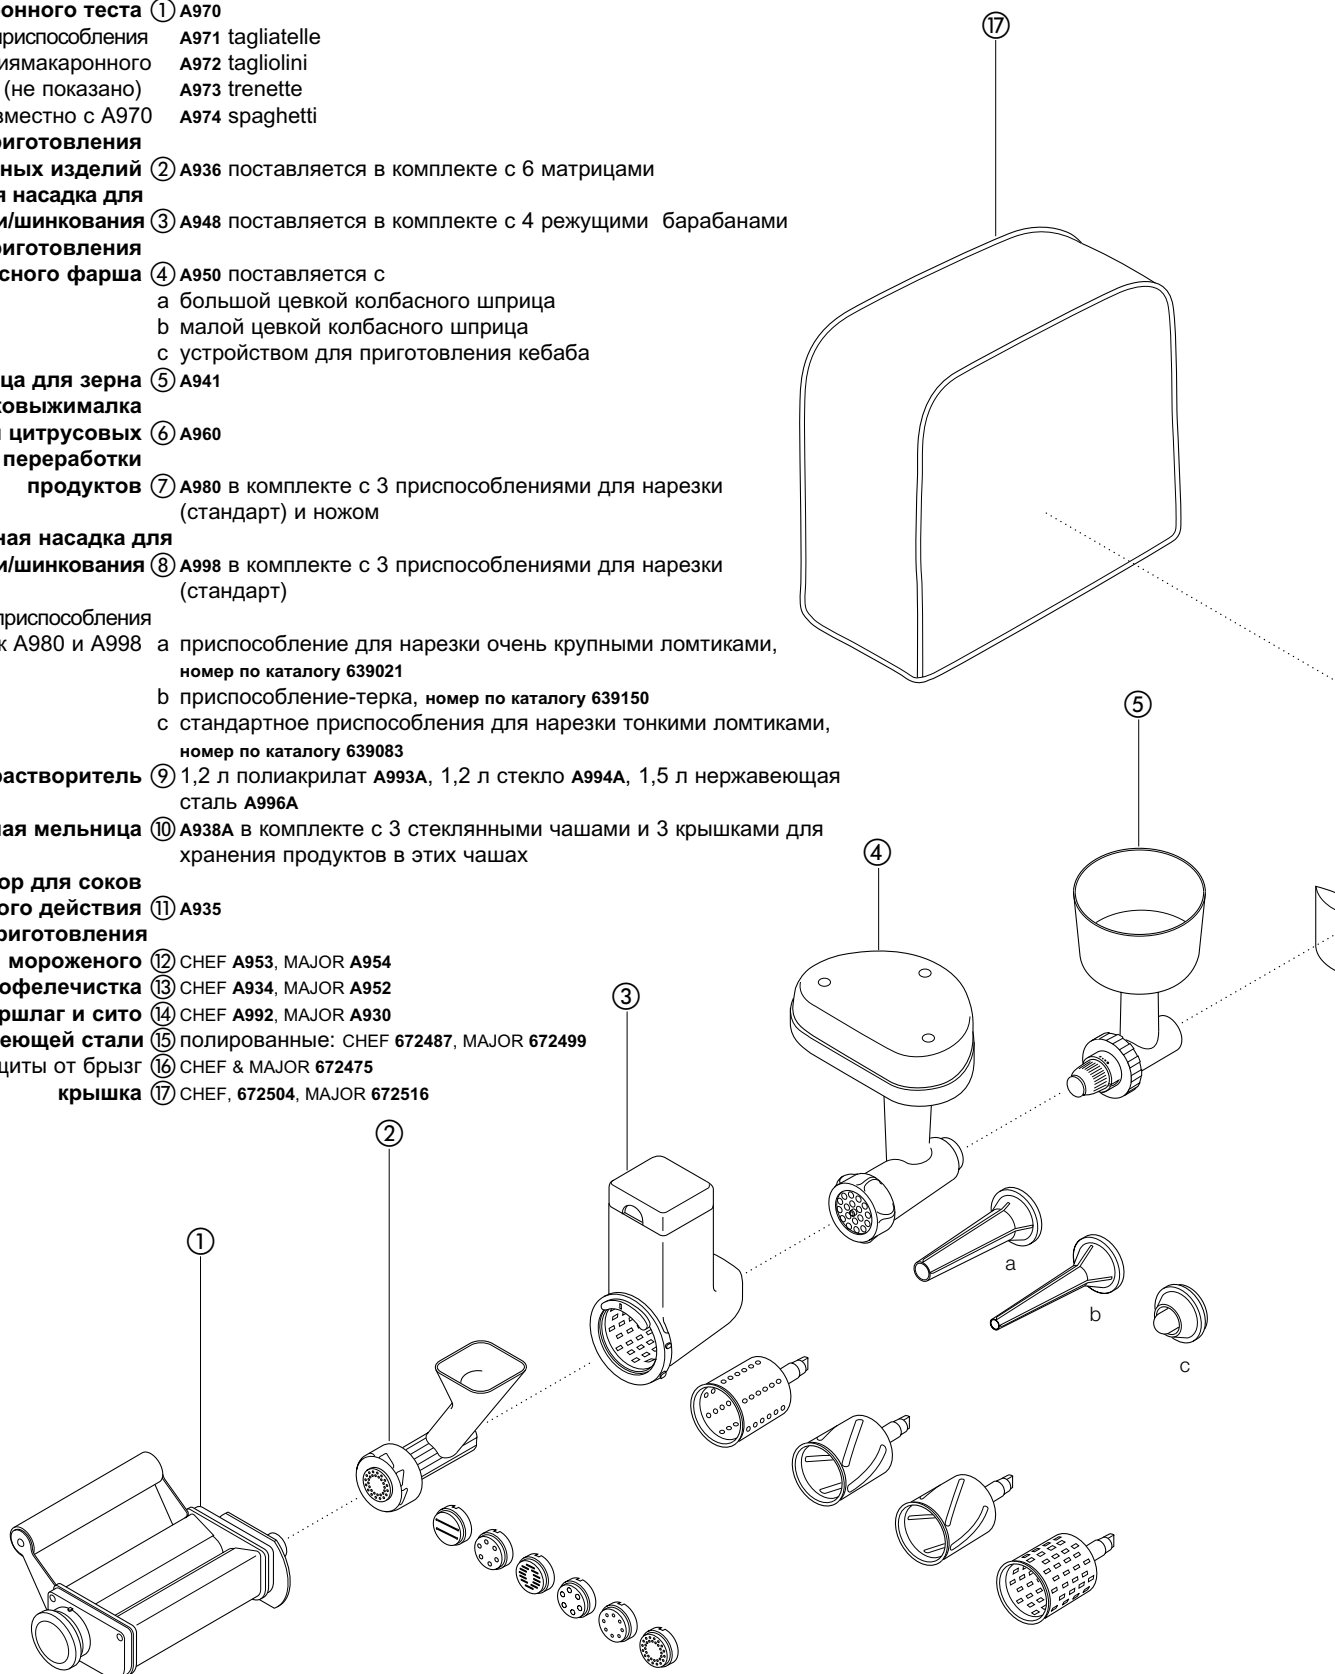 онного теста ① A970
приспособления A971 tagliatelle
иямакаронного A972 tagliolini
(не показано) A973 trenette
вместно с A970 A974 spaghetti
риготовления
ных изделий ② A936 поставляется в комплекте с 6 матрицами
я насадка для
и/шинкования ③ A948 поставляется в комплекте с 4 режущими барабанами
риготовления
сного фарша ④ A950 поставляется с
a большой цевкой колбасного шприца
b малой цевкой колбасного шприца
c устройством для приготовления кебаба
ца для зерна ⑤ A941
ковыжималка
я цитрусовых ⑥ A960
переработки
продуктов ⑦ A980 в комплекте с 3 приспособлениями для нарезки
(стандарт) и ножом
ная насадка для
и/шинкования ⑧ A998 в комплекте с 3 приспособлениями для нарезки
(стандарт)
приспособления
к A980 и A998 a приспособление для нарезки очень крупными ломтиками,
номер по каталогу 639021
b приспособление-терка, номер по каталогу 639150
c стандартное приспособления для нарезки тонкими ломтиками,
номер по каталогу 639083
растворитель ⑨ 1,2 л полиакрилат A993A, 1,2 л стекло A994A, 1,5 л нержавеющая
сталь A996A
ная мельница ⑩ A938A в комплекте с 3 стеклянными чашами и 3 крышками для
хранения продуктов в этих чашах
ор для соков
ого действия ⑪ A935
риготовления
мороженого ⑫ CHEF A953, MAJOR A954
офелечистка ⑬ CHEF A934, MAJOR A952
ршлаг и сито ⑭ CHEF A992, MAJOR A930
еющей стали ⑮ полированные: CHEF 672487, MAJOR 672499
циты от брызг ⑯ CHEF & MAJOR 672475
крышка ⑰ CHEF, 672504, MAJOR 672516
⑰
⑤
④
③
②
①
a
b
c